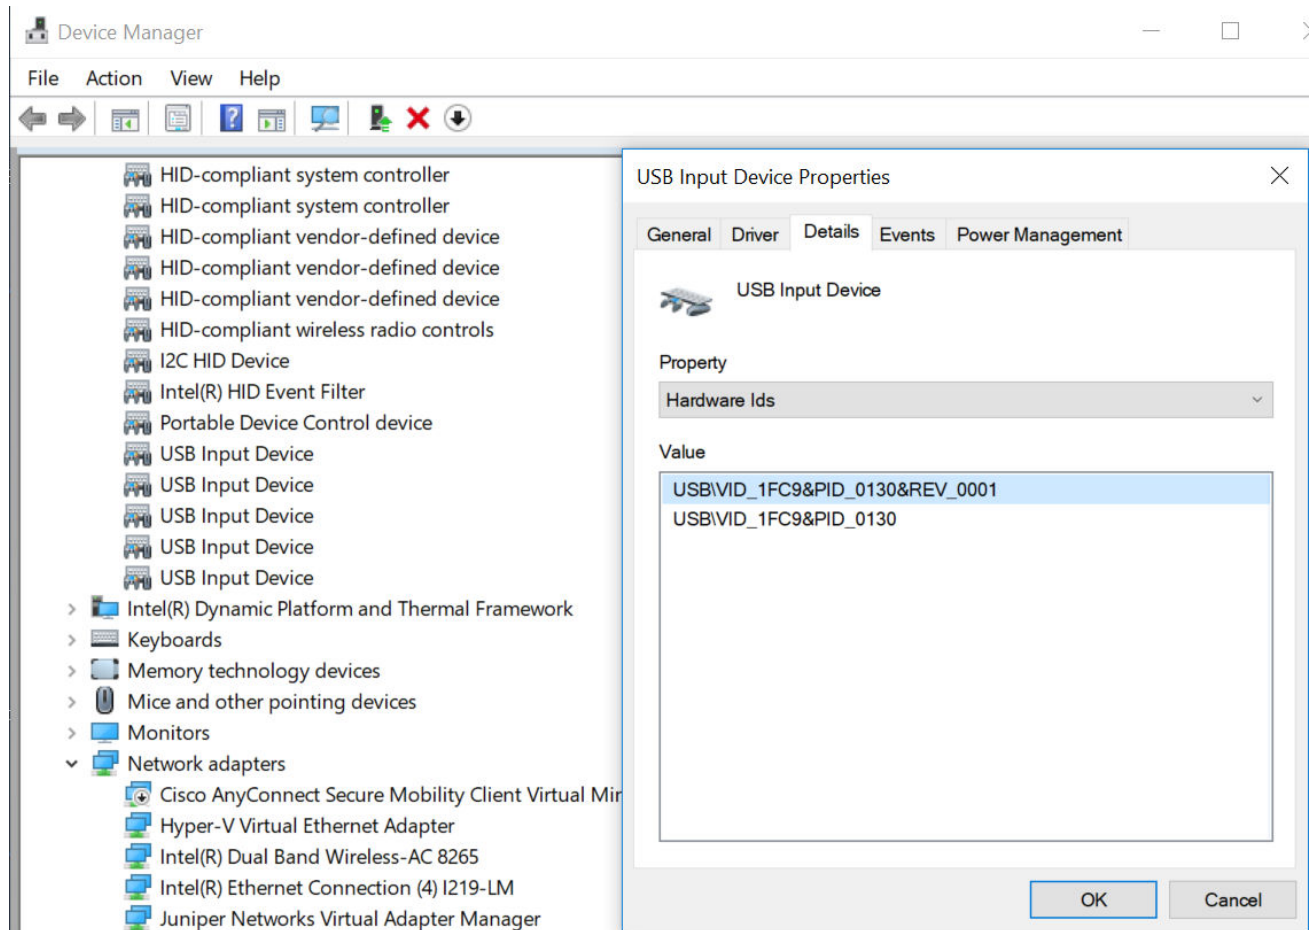 Device Manager
File Action View Help
HID-compliant system controller
HID-compliant system controller
HID-compliant vendor-defined device
HID-compliant vendor-defined device
HID-compliant vendor-defined device
HID-compliant wireless radio controls
I2C HID Device
Intel(R) HID Event Filter
Portable Device Control device
USB Input Device
USB Input Device
USB Input Device
USB Input Device
USB Input Device
Intel(R) Dynamic Platform and Thermal Framework
Keyboards
Memory technology devices
Mice and other pointing devices
Monitors
Network adapters
Cisco AnyConnect Secure Mobility Client Virtual Mir
Hyper-V Virtual Ethernet Adapter
Intel(R) Dual Band Wireless-AC 8265
Intel(R) Ethernet Connection (4) I219-LM
Juniper Networks Virtual Adapter Manager
USB Input Device Properties
General Driver Details Events Power Management
USB Input Device
Property
Hardware Ids
Value
USB\VID_1FC9&PID_0130&REV_0001
USB\VID_1FC9&PID_0130
OK Cancel